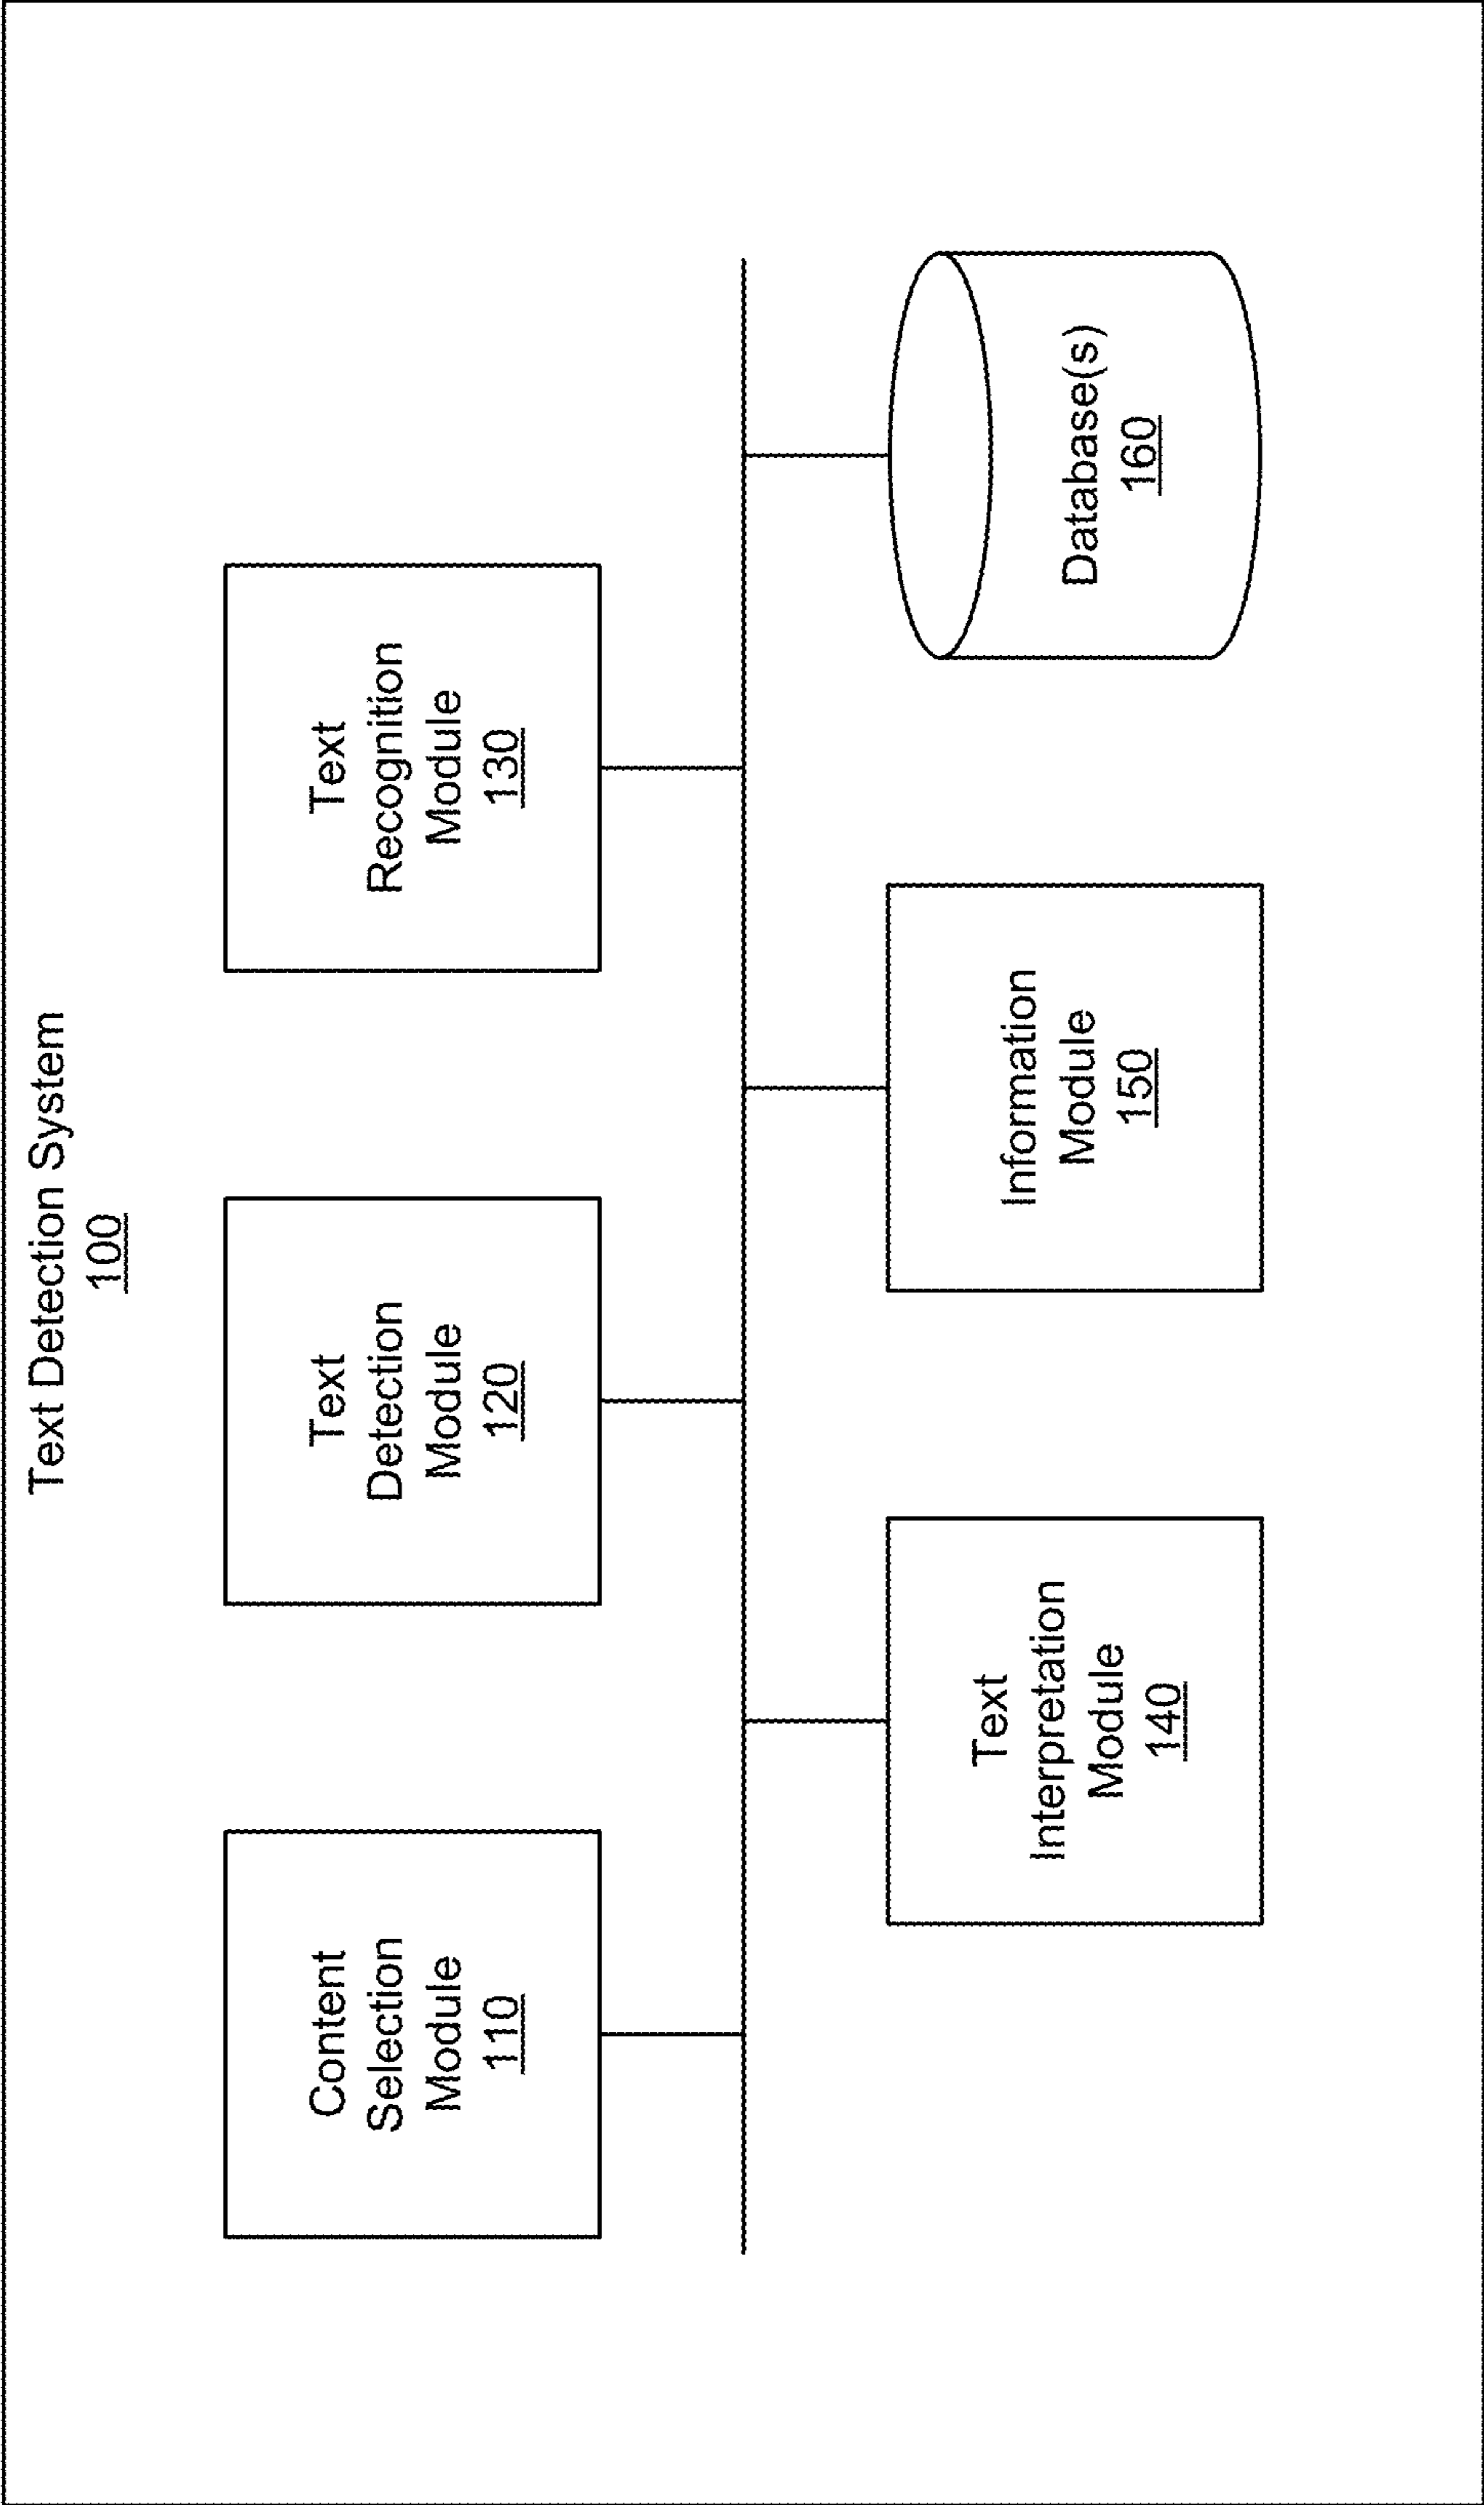 Text Detection System
100
Content
Selection
Module
110
Text
Detection
Module
120
Text
Recognition
Module
130
Text
Interpretation
Module
140
Information
Module
150
Database(s)
160